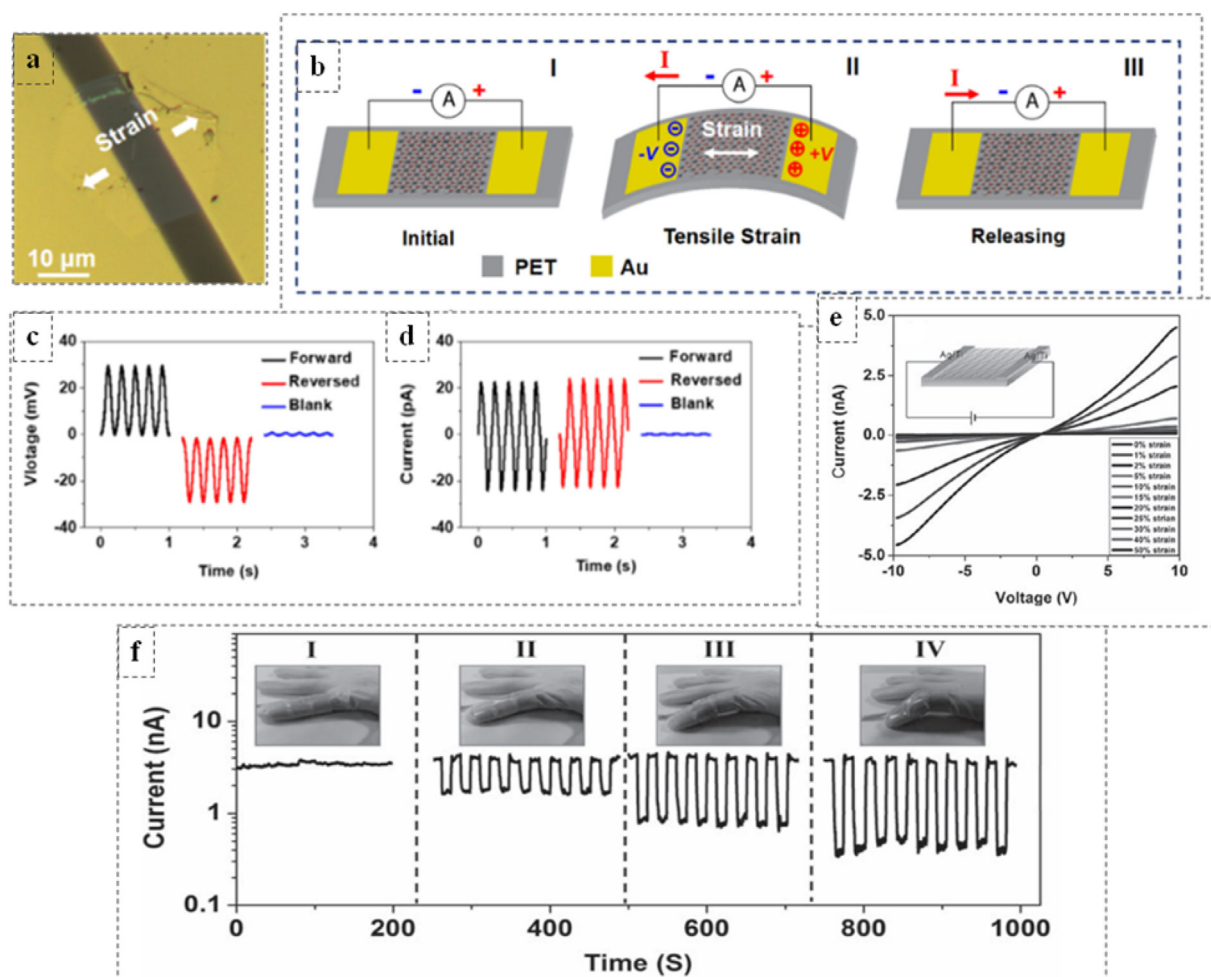 a
Strain
10 µm
b
I
I
- A +
Initial
II
I
- A +
Strain
-V
+V
Tensile Strain
III
I
- A +
Releasing
PET
Au
c
Vlotage (mV)
40
20
0
-20
-40
0
1
2
3
4
Time (s)
Forward
Reversed
Blank
d
Current (pA)
40
20
0
-20
-40
0
1
2
3
4
Time (s)
Forward
Reversed
Blank
e
Current (nA)
5.0
2.5
0.0
-2.5
-5.0
-10
-5
0
5
10
Voltage (V)
Ag/Ti
Ag/Ti
0% strain
1% strain
2% strain
5% strain
10% strain
15% strain
20% strain
25% strian
30% strain
40% strain
50% strain
f
I
II
III
IV
Current (nA)
10
1
0.1
0
200
400
600
800
1000
Time (S)